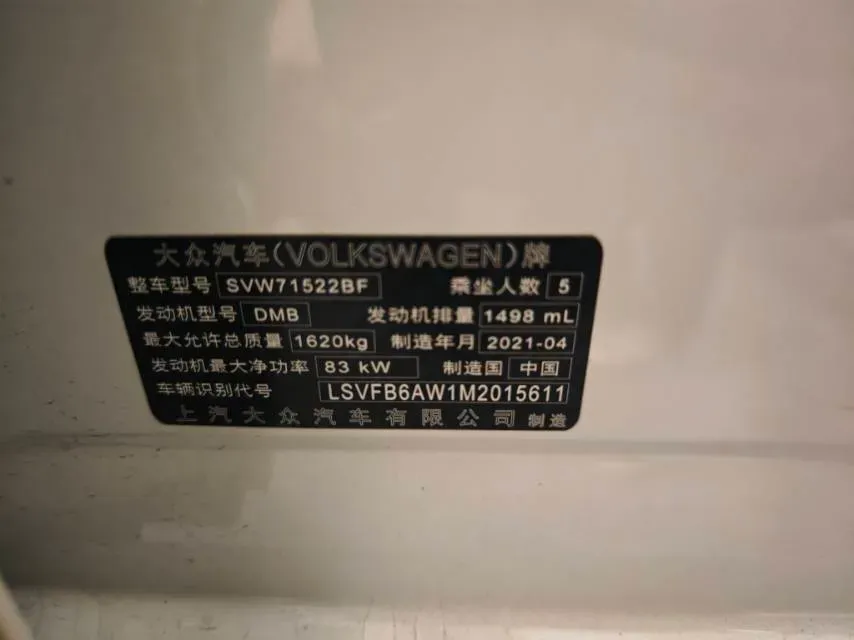 大众汽车(VOLKSWAGEN)牌
整车型号 SVW71522BF 乘坐人数 5
发动机型号 DMB 发动机排量 1498 mL
最大允许总质量 1620kg 制造年月 2021-04
发动机最大净功率 83 kW 制造国 中国
车辆识别代号 LSVFB6AW1M2015611
上汽大众汽车有限公司 制造